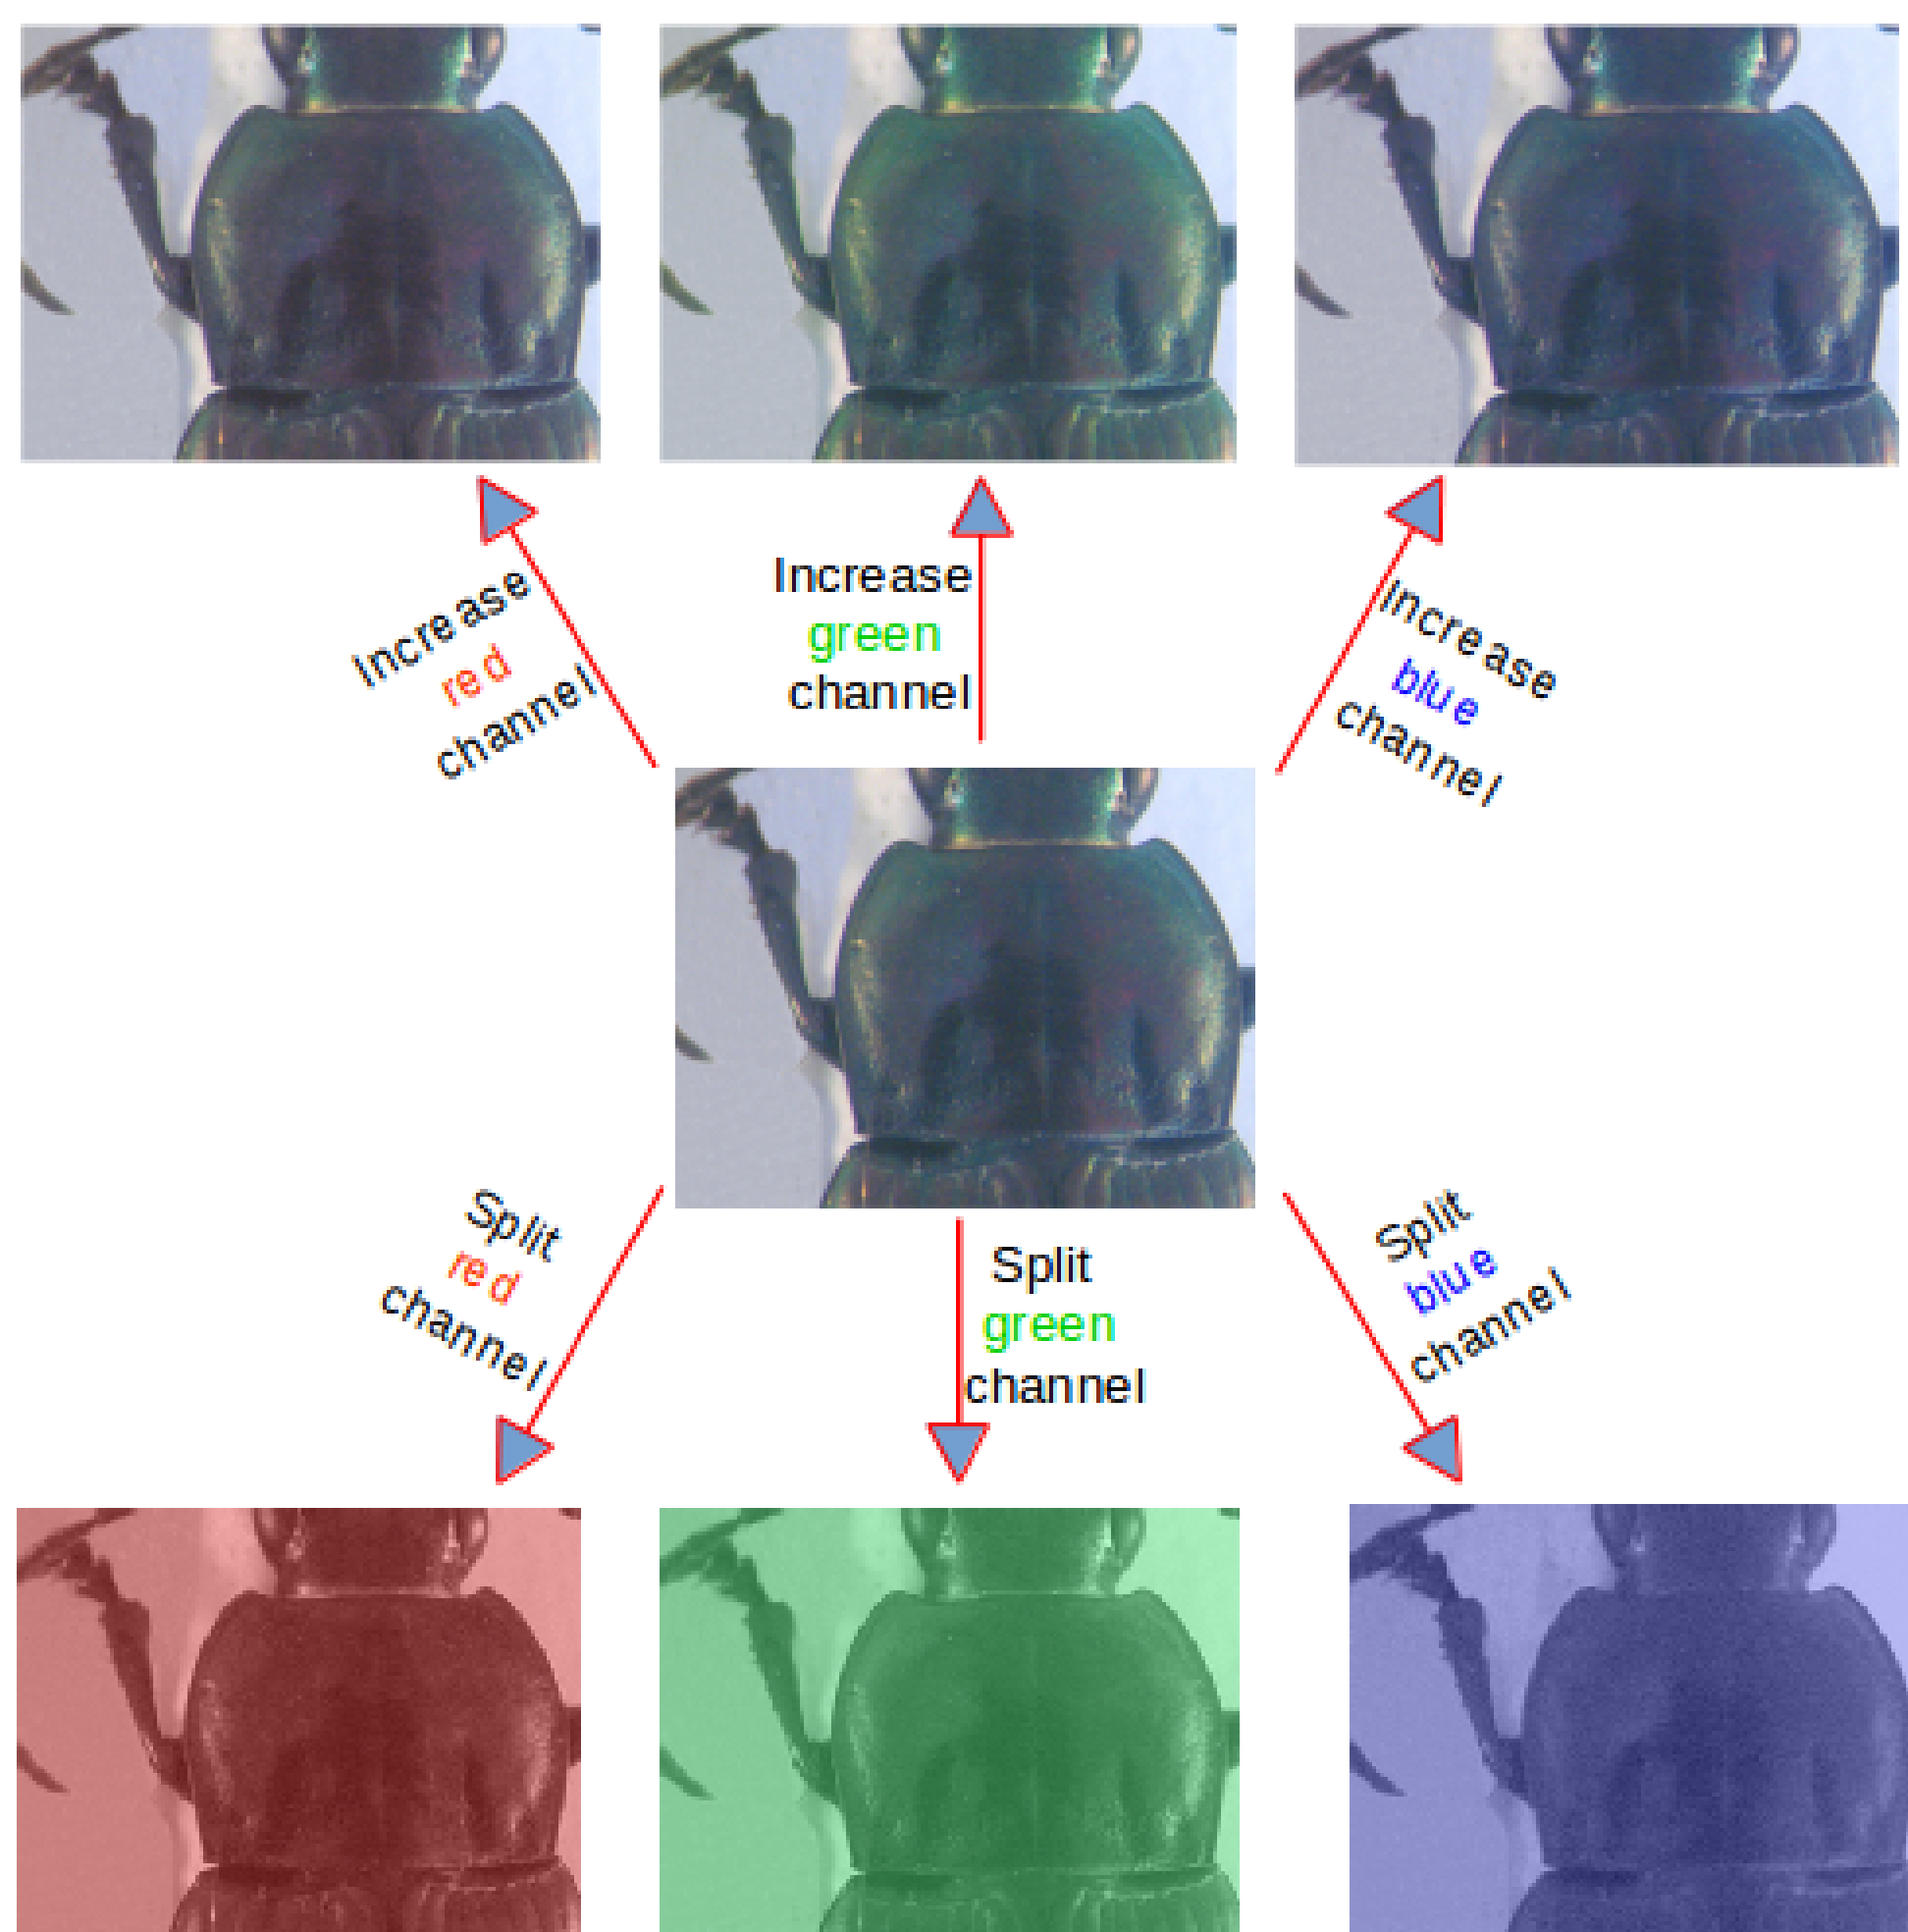 Increase
red
channel
Increase
green
channel
Increase
blue
channel
Split
red
channel
Split
green
channel
Split
blue
channel